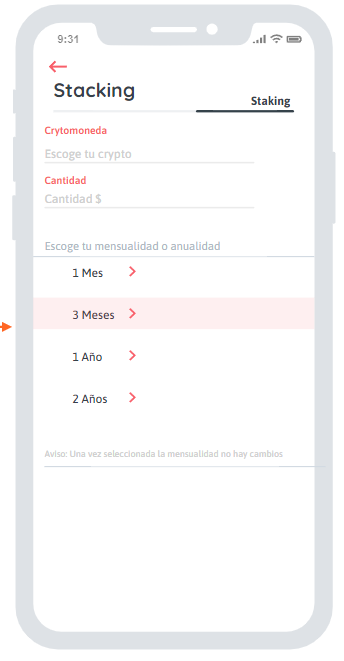 9:31
Stacking
Staking
Crytomoneda
Escoge tu crypto
Cantidad
Cantidad $
Escoge tu mensualidad o anualidad
1 Mes
3 Meses
1 Año
2 Años
Aviso: Una vez seleccionada la mensualidad no hay cambios